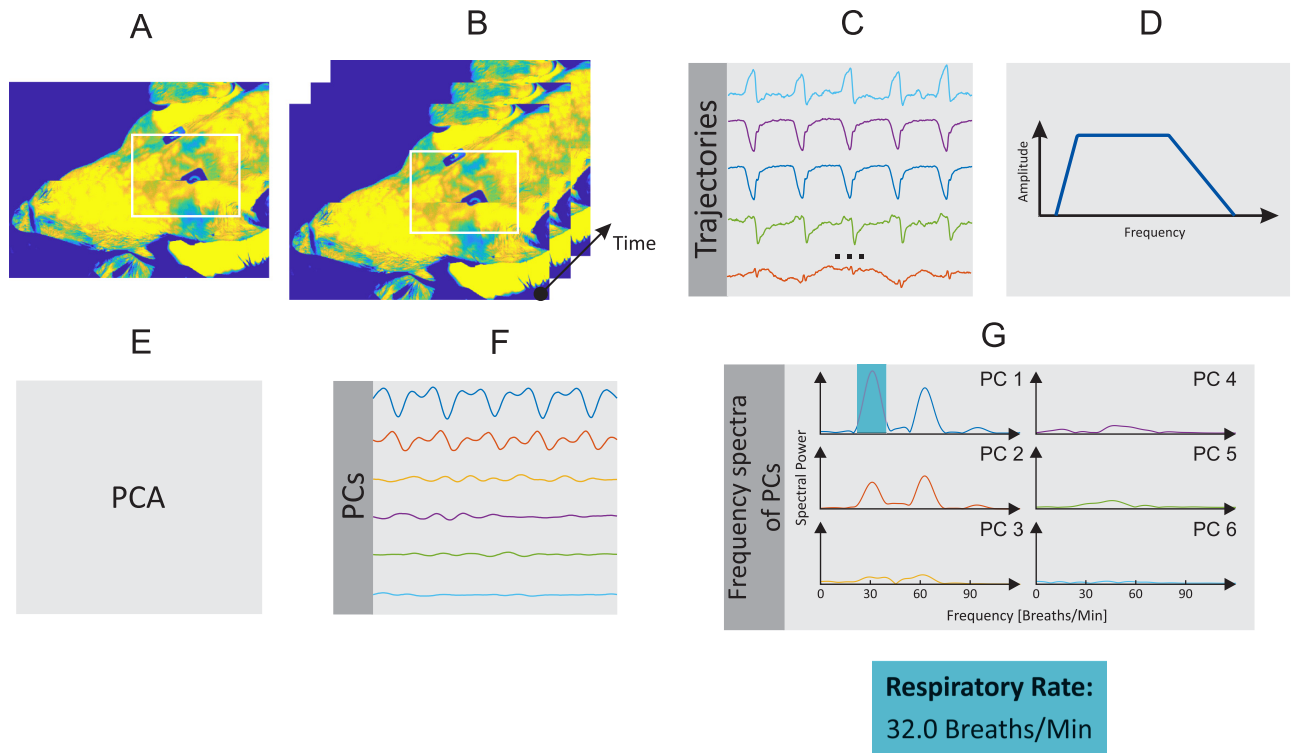 A
B
C
D
Time
Trajectories
Amplitude
Frequency
E
F
G
PCA
PCs
Frequency spectra
of PCs
Spectral Power
PC 1
PC 4
PC 2
PC 5
PC 3
PC 6
0 30 60 90 0 30 60 90
Frequency [Breaths/Min]
Respiratory Rate:
32.0 Breaths/Min